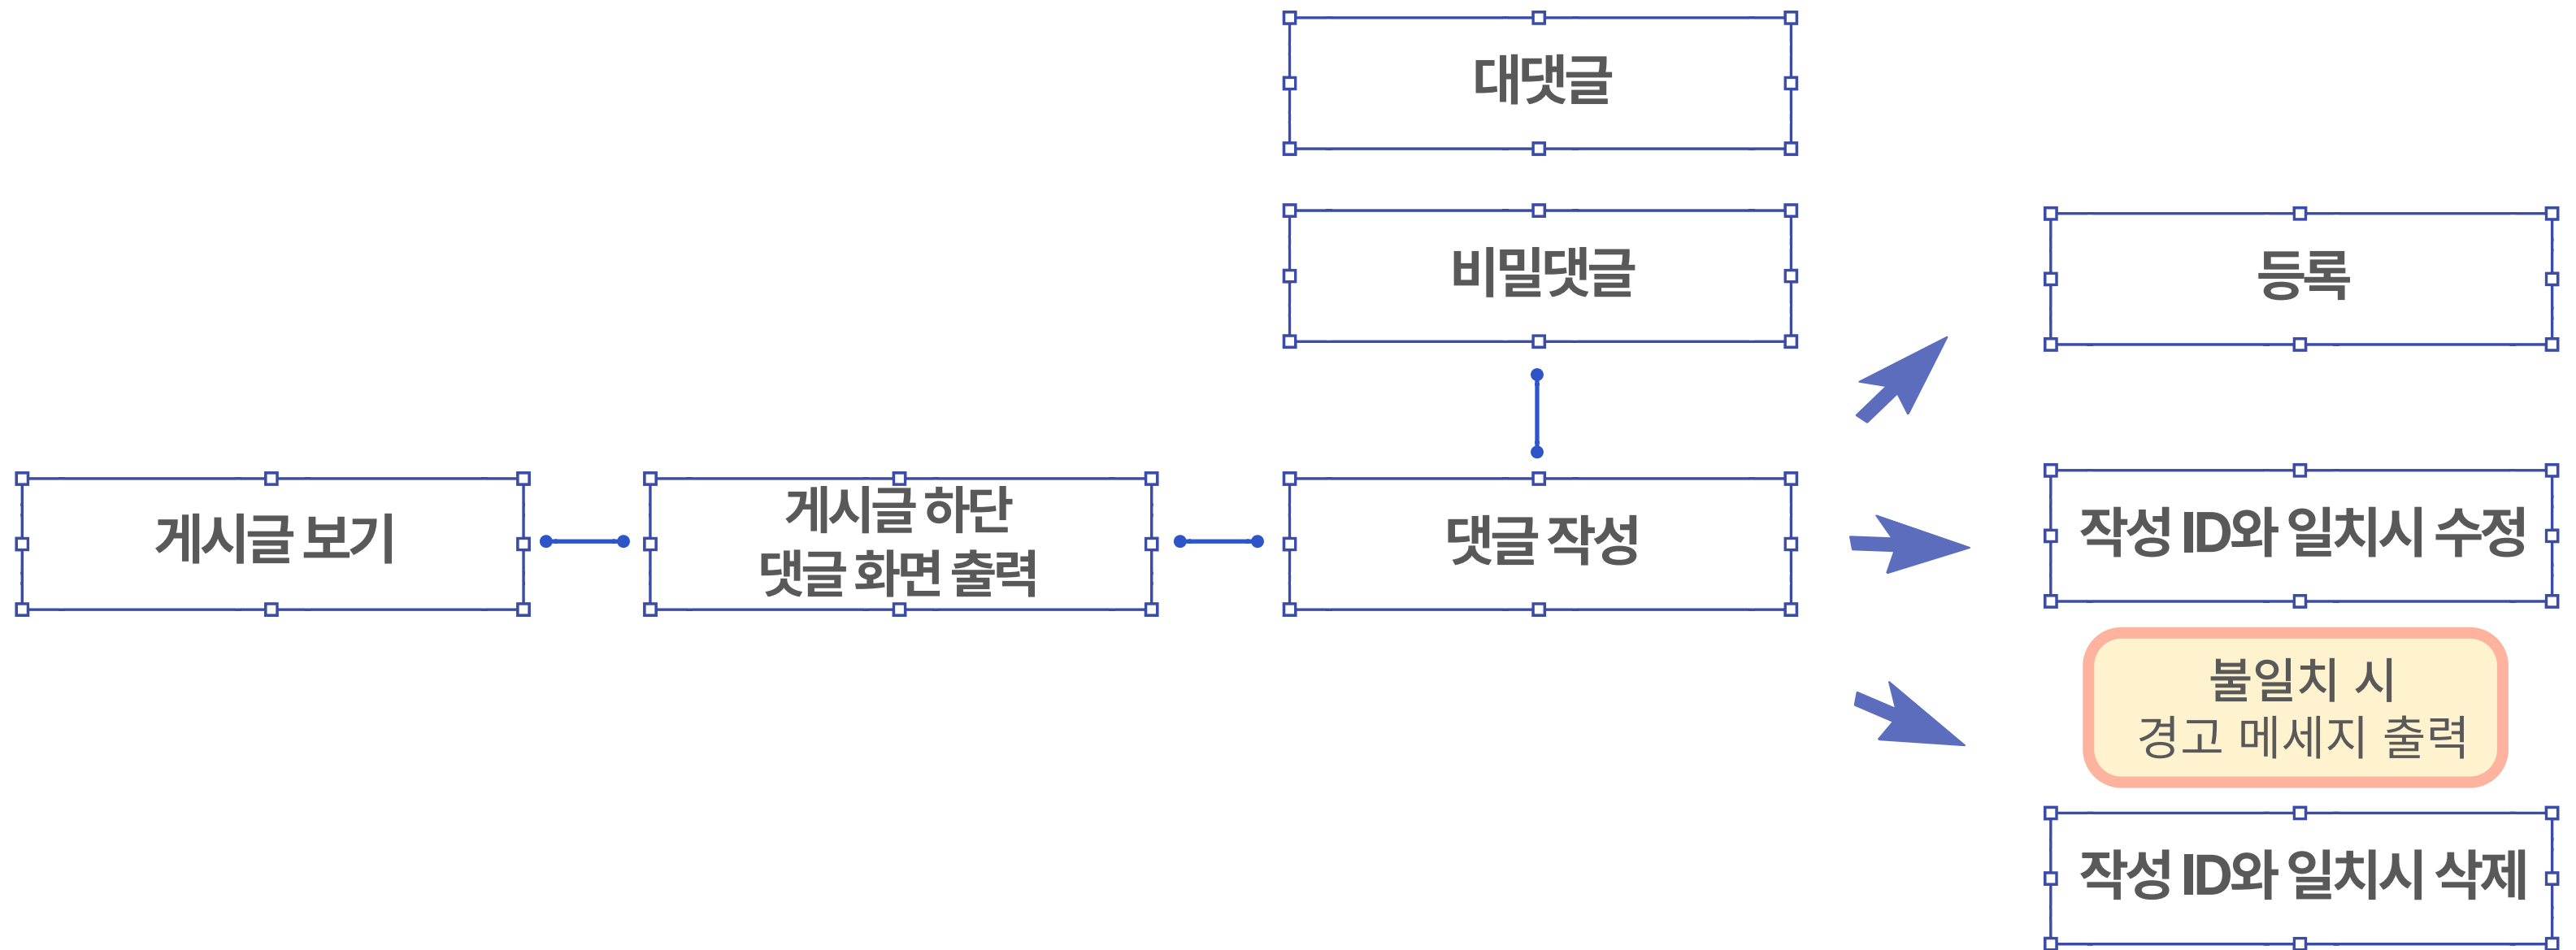 대댓글
비밀댓글
등록
게시글 보기
게시글 하단
댓글 화면 출력
댓글 작성
작성 ID와 일치시 수정
불일치 시
경고 메세지 출력
작성 ID와 일치시 삭제